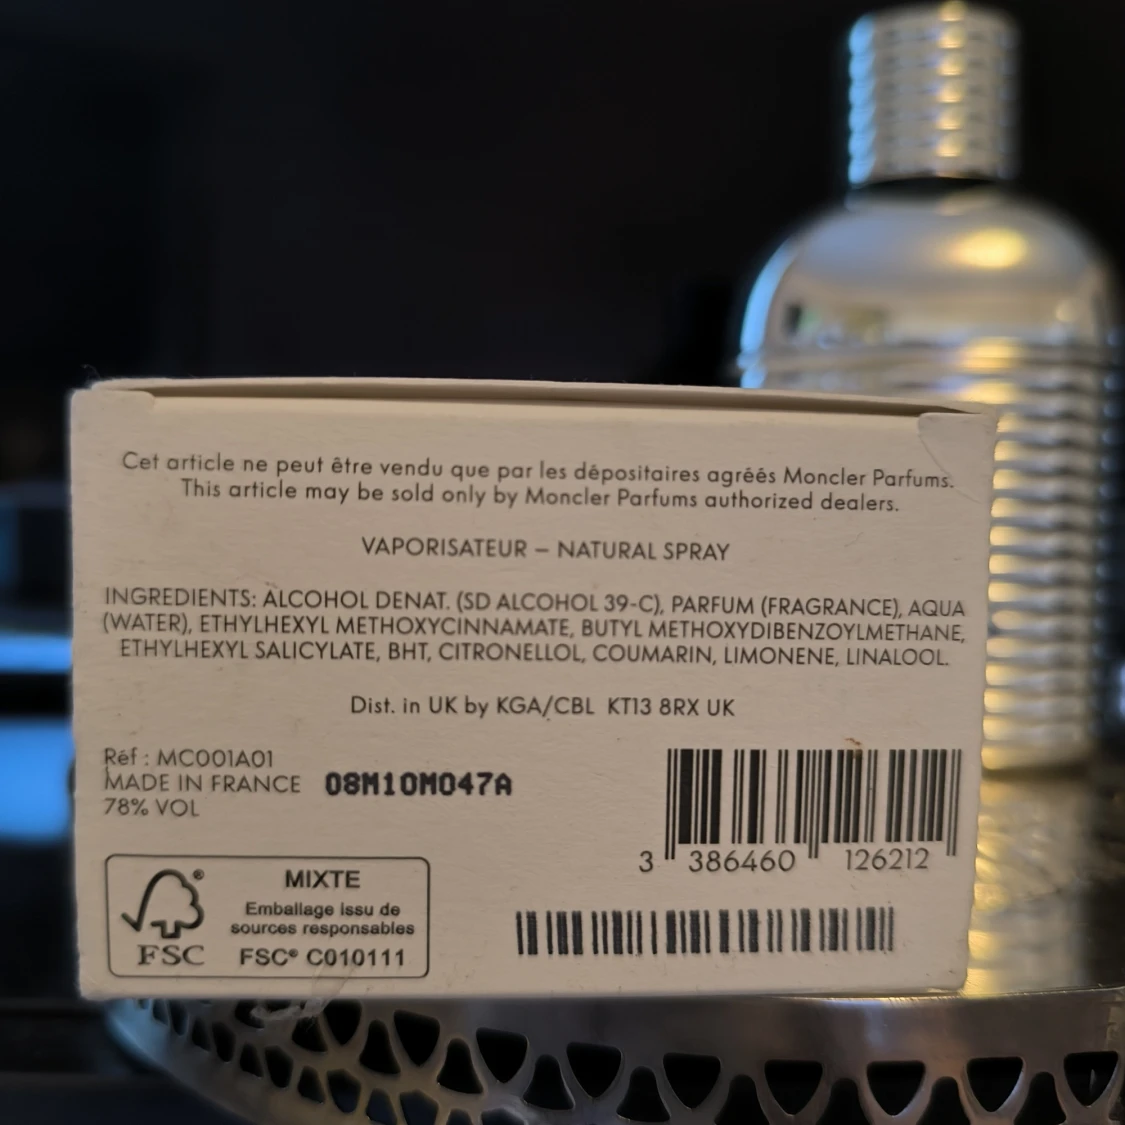 Cet article ne peut être vendu que par les dépositaires agréés Moncler Parfums.
This article may be sold only by Moncler Parfums authorized dealers.
VAPORISATEUR – NATURAL SPRAY
INGREDIENTS: ALCOHOL DENAT. (SD ALCOHOL 39-C), PARFUM (FRAGRANCE), AQUA
(WATER), ETHYLHEXYL METHOXYCINNAMATE, BUTYL METHOXYDIBENZOYLMETHANE,
ETHYLHEXYL SALICYLATE, BHT, CITRONELLOL, COUMARIN, LIMONENE, LINALOOL.
Dist. in UK by KGA/CBL KT13 8RX UK
Réf : MC001A01
MADE IN FRANCE 08M10M047A
78% VOL
3 386460 126212
MIXTE
Emballage issu de
sources responsables
FSC® C010111
FSC